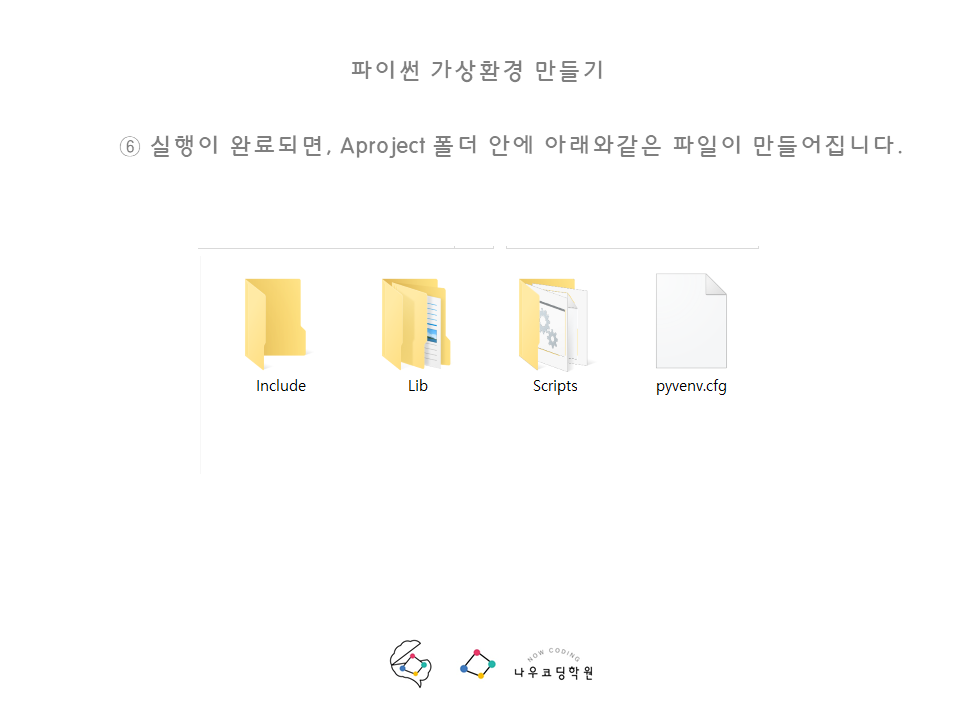 파이썬 가상환경 만들기
⑥ 실행이 완료되면, Aproject 폴더 안에 아래와같은 파일이 만들어집니다.
Include
Lib
Scripts
pyvenv.cfg
NOW CODING
나우코딩학원